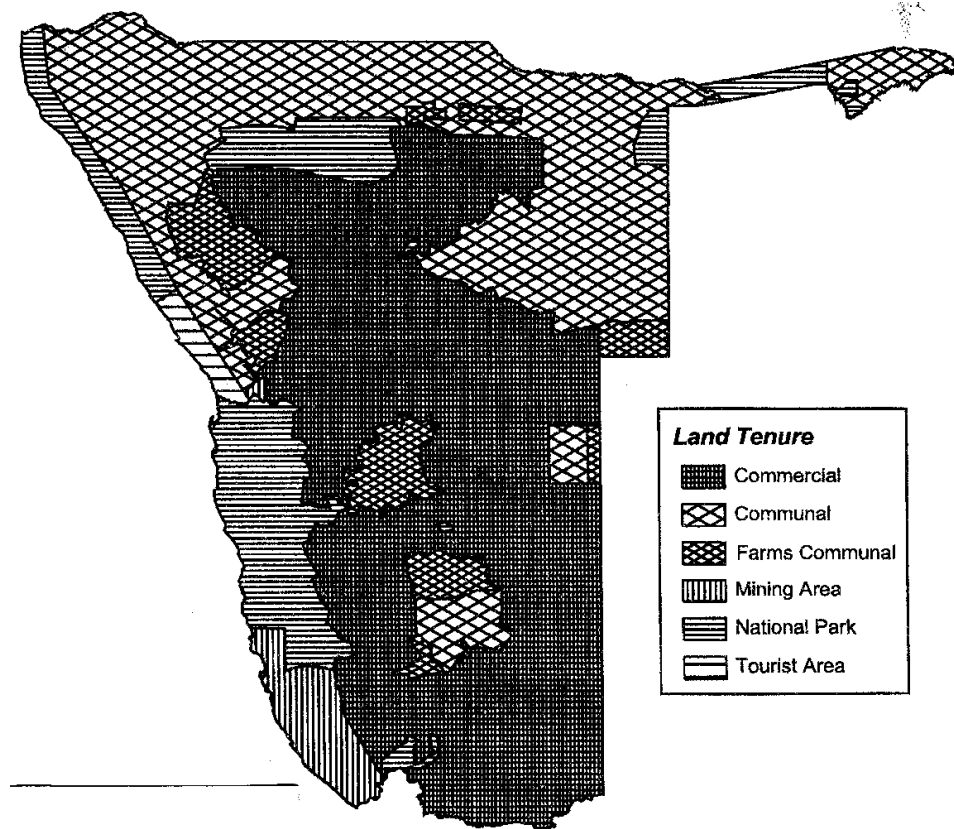 Land Tenure
Commercial
Communal
Farms Communal
Mining Area
National Park
Tourist Area